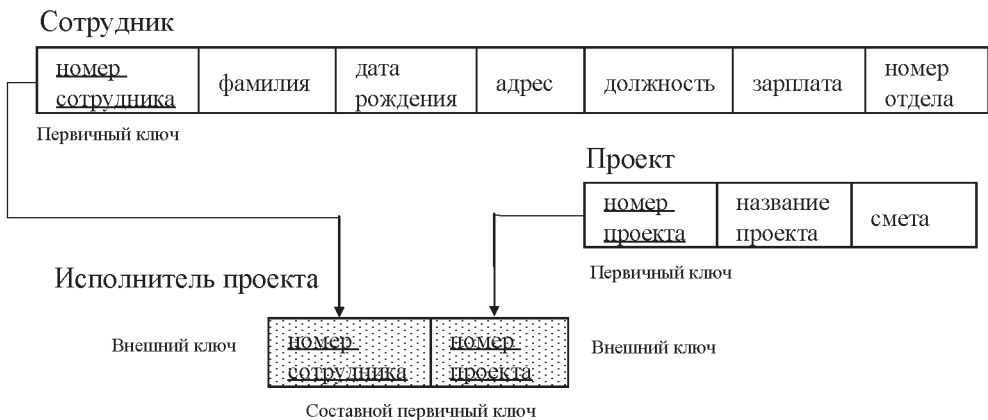 Сотрудник
номер сотрудника
фамилия
дата рождения
адрес
должность
зарплата
номер отдела
Первичный ключ
Проект
номер проекта
название проекта
смета
Первичный ключ
Исполнитель проекта
Внешний ключ
номер сотрудника
номер проекта
Внешний ключ
Составной первичный ключ